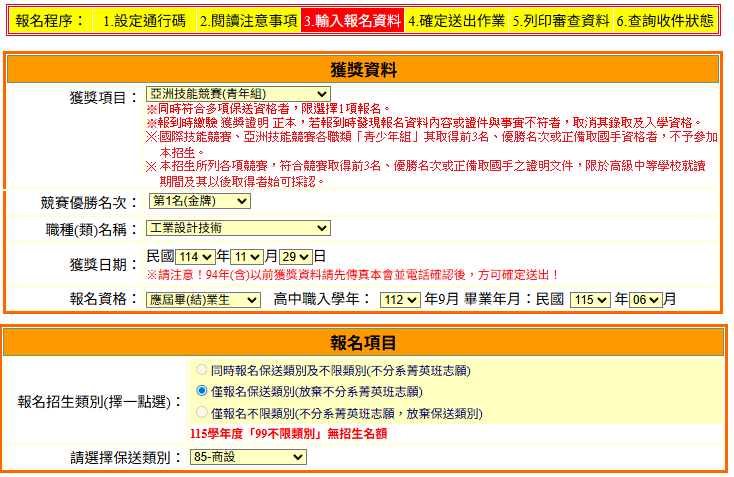 報名程序： 1.設定通行碼 2.閱讀注意事項 3.輸入報名資料 4.確定送出作業 5.列印審查資料 6.查詢收件狀態
獲獎資料
獲獎項目： 亞洲技能競賽(青年組)
※同時符合多項保送資格者，限選擇1項報名。
※報到時繳驗 獲獎證明 正本，若報到時發現報名資料內容或證件與事實不符者，取消其錄取及入學資格。
※國際技能競賽、亞洲技能競賽各職類「青少年組」其取得前3名、優勝名次或正備取國手資格者，不予參加
本招生。
※ 本招生所列各項競賽，符合競賽取得前3名、優勝名次或正備取國手之證明文件，限於高級中等學校就讀
期間及其以後取得者始可採認。
競賽優勝名次： 第1名(金牌)
職種(類)名稱： 工業設計技術
獲獎日期： 民國114年11月29日
※請注意！94年(含)以前獲獎資料請先傳真本會並電話確認後，方可確定送出！
報名資格： 應屆畢(結)業生 高中職入學年： 112 年9月 畢業年月：民國 115 年06月
報名項目
報名招生類別(擇一點選)：
同時報名保送類別及不限類別(不分系菁英班志願)
僅報名保送類別(放棄不分系菁英班志願)
僅報名不限類別(不分系菁英班志願，放棄保送類別)
115學年度「99不限類別」無招生名額
請選擇保送類別： 85-商設